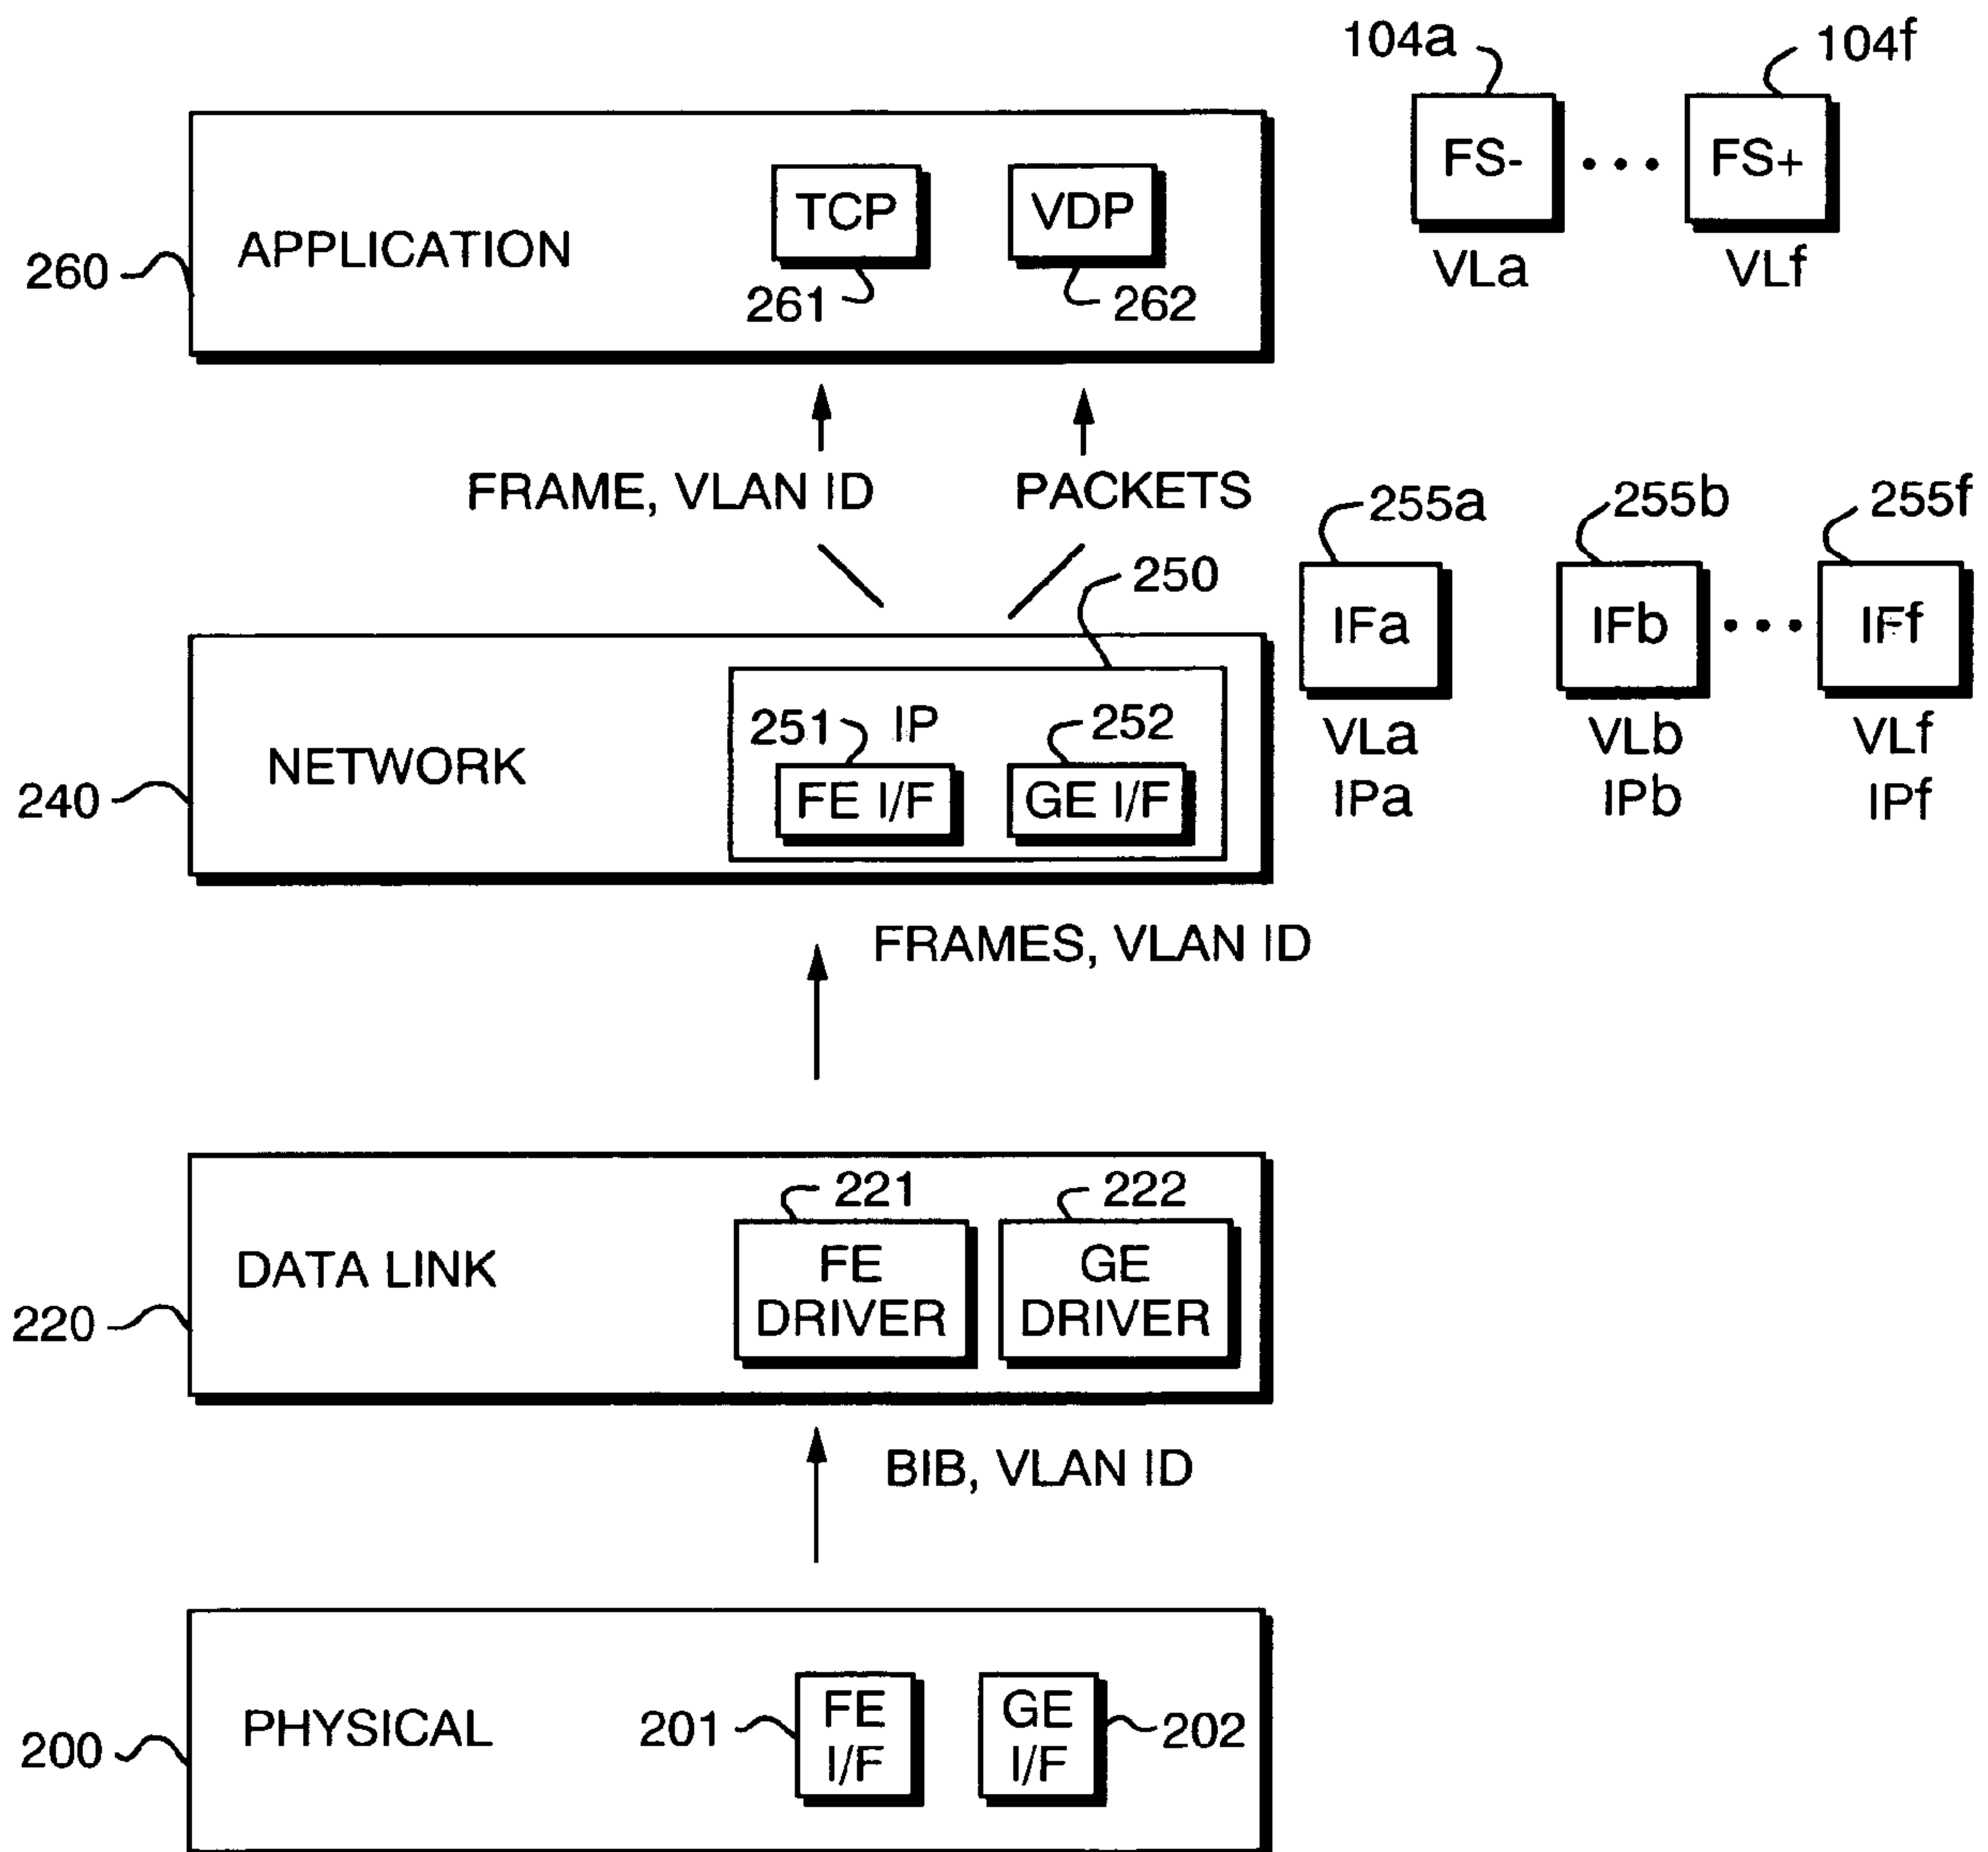 104a
104f
FS-
FS+
VLa
VLf
260
APPLICATION
TCP
VDP
261
262
FRAME, VLAN ID
PACKETS
250
255a
255b
255f
IFa
IFb
IFf
VLa
VLb
VLf
IPa
IPb
IPf
240
NETWORK
251
IP
252
FE I/F
GE I/F
FRAMES, VLAN ID
220
DATA LINK
221
222
FE
DRIVER
GE
DRIVER
BIB, VLAN ID
200
PHYSICAL
201
FE
I/F
GE
I/F
202